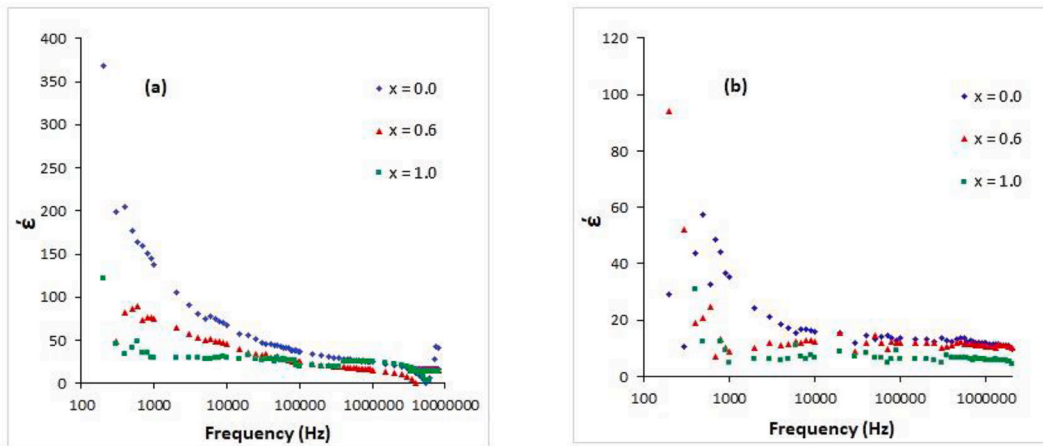 400
350
300
250
200
150
100
50
0
ε'
(a)
x = 0.0
x = 0.6
x = 1.0
100 1000 10000 100000 1000000 10000000
Frequency (Hz)
120
100
80
60
40
20
0
ε'
(b)
x = 0.0
x = 0.6
x = 1.0
100 1000 10000 100000 1000000
Frequency (Hz)